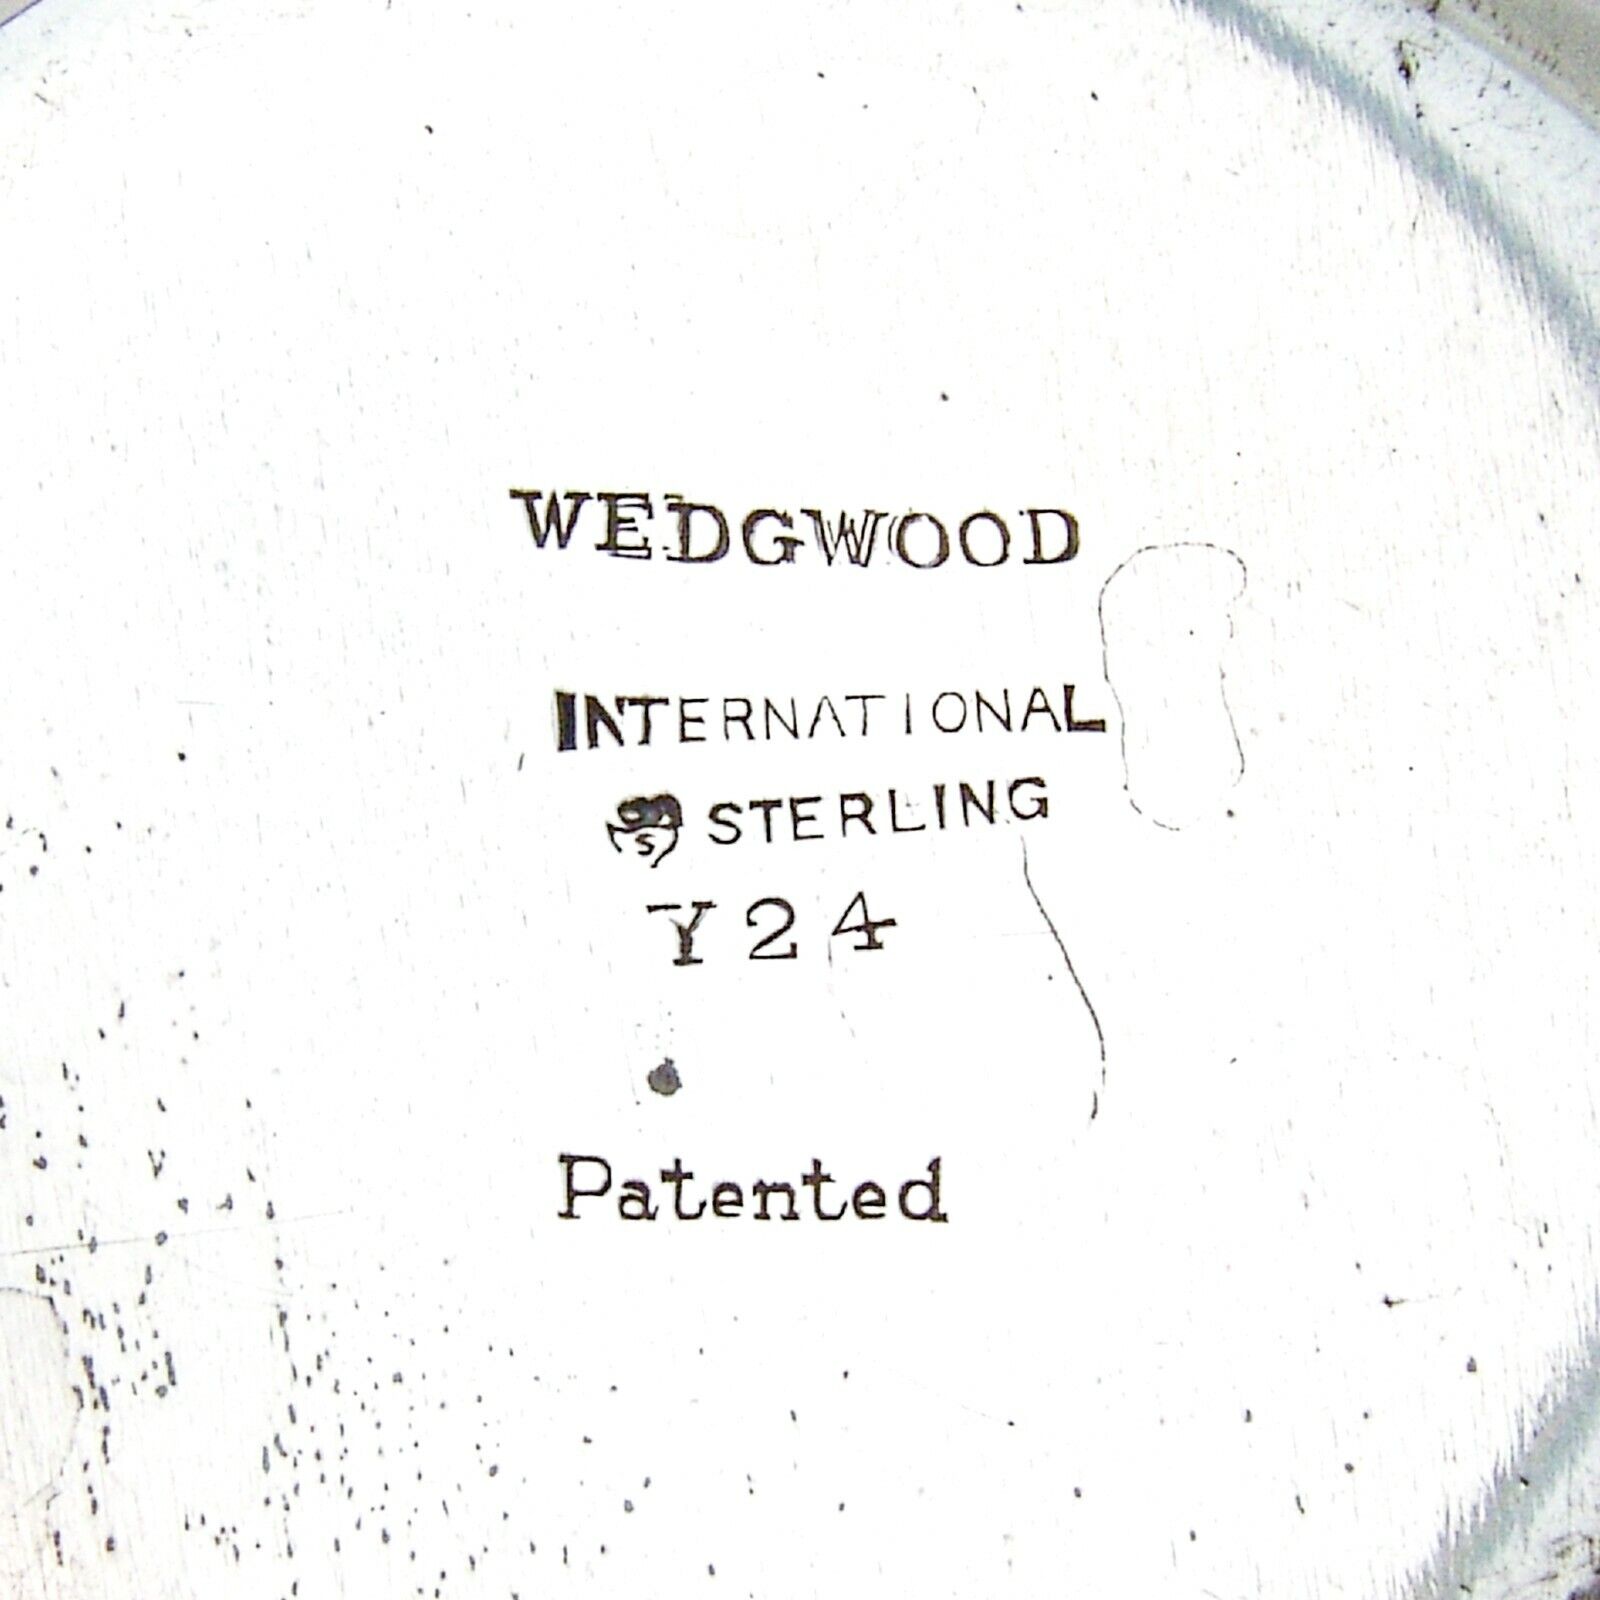 WEDGWOOD
INTERNATIONAL
S STERLING
Y24
Patented